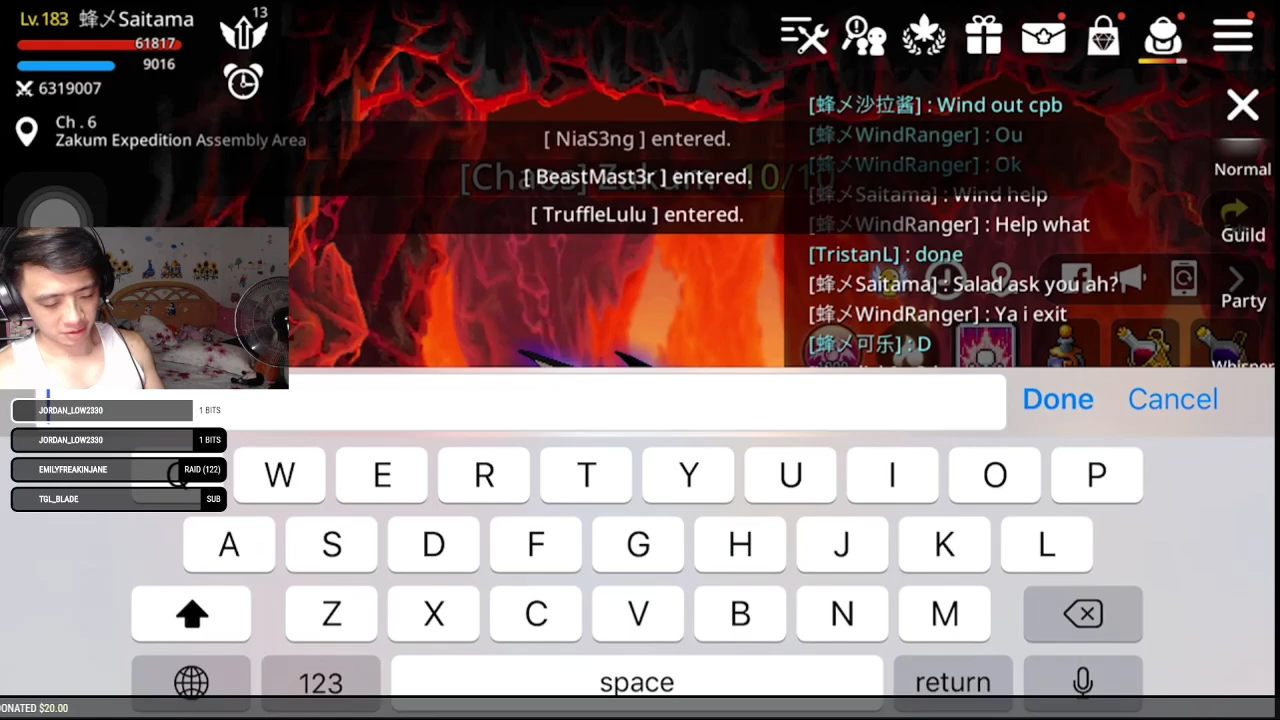 Lv.183 蜂メSaitama
13
61817
9016
6319007
Ch . 6
Zakum Expedition Assembly Area
[ NiaS3ng ] entered.
[Chaos] Zakum 10/10
[ BeastMast3r ] entered.
[ TruffleLulu ] entered.
[蜂メ沙拉酱] : Wind out cpb
[蜂メWindRanger] : Ou
[蜂メWindRanger] : Ok
[蜂メSaitama] : Wind help
[蜂メWindRanger] : Help what
[TristanL] : done
[蜂メSaitama] : Salad ask you ah?
[蜂メWindRanger] : Ya i exit
[蜂メ可乐] : D
Normal
Guild
Party
Whisper
JORDAN_LOW2330 1 BITS
JORDAN_LOW2330 1 BITS
EMILYFREAKINJANE RAID (122)
TGL_BLADE SUB
Done Cancel
Q W E R T Y U I O P
A S D F G H J K L
Z X C V B N M
123 space return
DONATED $20.00